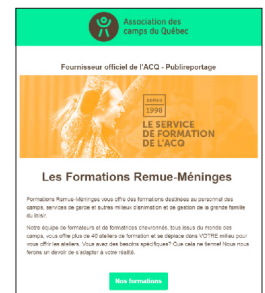 Association des
camps du Québec
Fournisseur officiel de l'ACQ - Publireportage
DEPUIS
1998
LE SERVICE
DE FORMATION
DE L'ACQ
Les Formations Remue-Méninges
Formations Remue-Méninges vous offre des formations destinées au personnel des
camps, services de garde et autres milieux d'animation et de gestion de la grande famille
du loisir.
Notre équipe de formateurs et de formatrices chevronnés, tous issus du monde des
camps, vous offre plus de 40 ateliers de formation et se déplace dans VOTRE milieu pour
vous offrir les ateliers. Vous avez des besoins spécifiques? Que cela ne tienne! Nous nous
ferons un devoir de s'adapter à votre réalité.
Nos formations